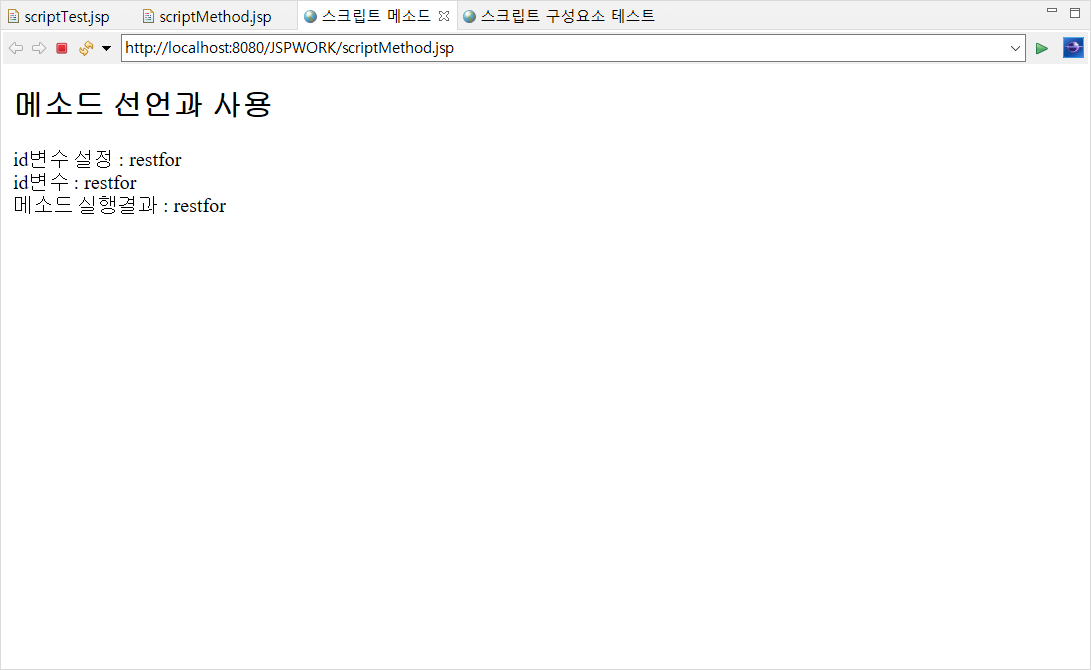 scriptTest.jsp scriptMethod.jsp 스크립트 메소드 스크립트 구성요소 테스트
http://localhost:8080/JSPWORK/scriptMethod.jsp
메소드 선언과 사용
id변수 설정 : restfor
id변수 : restfor
메소드 실행결과 : restfor